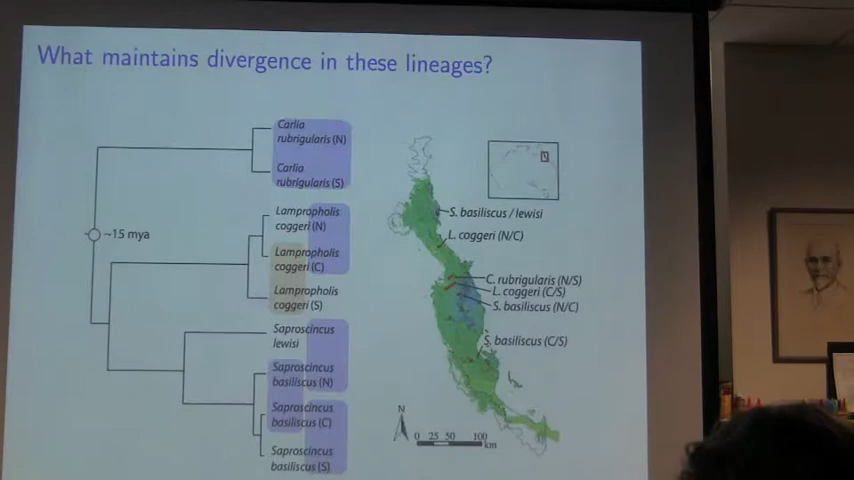 What maintains divergence in these lineages?
Carlia
rubrigularis (N)
Carlia
rubrigularis (S)
Lampropholis
coggeri (N)
~15 mya
Lampropholis
coggeri (C)
Lampropholis
coggeri (S)
Saproscincus
lewisi
Saproscincus
basiliscus (N)
Saproscincus
basiliscus (C)
Saproscincus
basiliscus (S)
S. basiliscus / lewisi
L. coggeri (N/C)
C. rubrigularis (N/S)
L. coggeri (C/S)
S. basiliscus (N/C)
S. basiliscus (C/S)
N
0 25 50 100
km